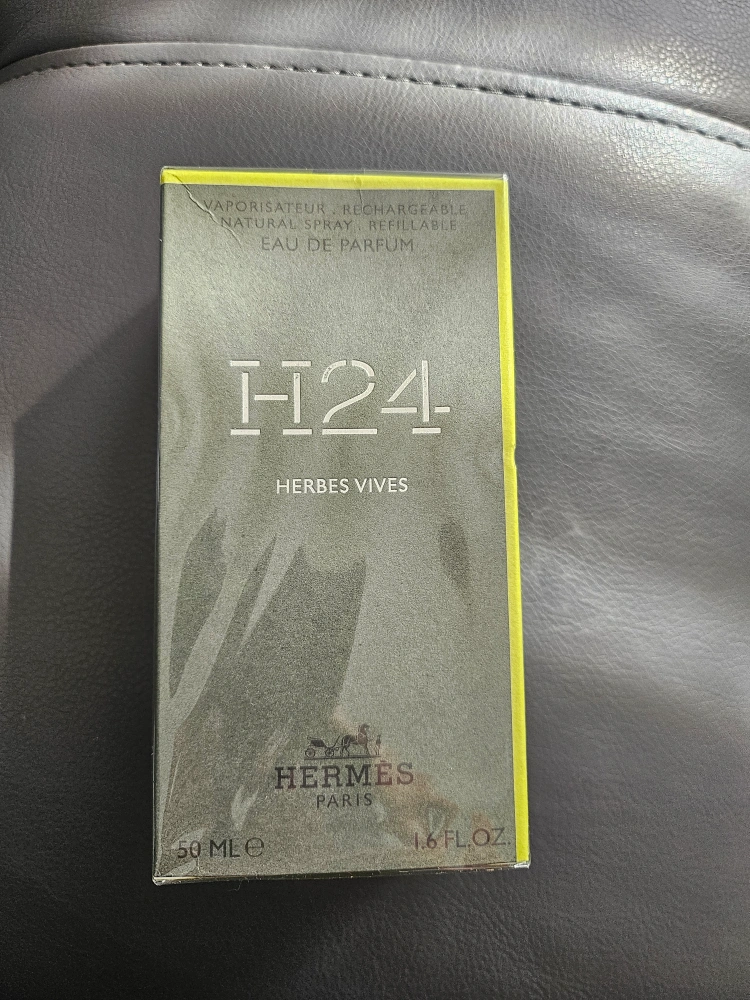 VAPORISATEUR . RECHARGEABLE
NATURAL SPRAY . REFILLABLE
EAU DE PARFUM
H24
HERBES VIVES
HERMÈS
PARIS
50 ML ℮ 1.6 FL.OZ.